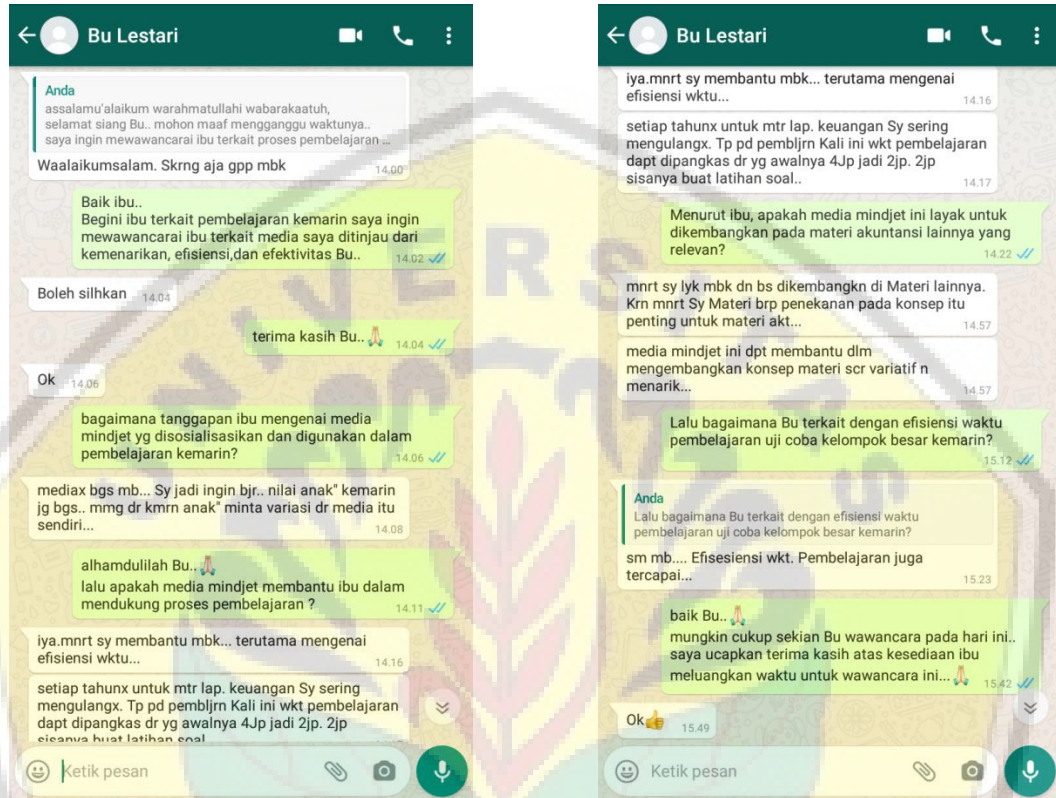 Bu Lestari
Anda
assalamu'alaikum warahmatullahi wabarakaatuh,
selamat siang Bu.. mohon maaf mengganggu waktunya..
saya ingin mewawancarai ibu terkait proses pembelajaran ...
Waalaikumsalam. Skrng aja gpp mbk
14.00
Baik ibu..
Begini ibu terkait pembelajaran kemarin saya ingin
mewawancarai ibu terkait media saya ditinjau dari
kemenarikan, efisiensi,dan efektivitas Bu..
14.02
Boleh silhkan
14.04
terima kasih Bu..🙏
14.04
Ok
14.06
bagaimana tanggapan ibu mengenai media
mindjet yg disosialisasikan dan digunakan dalam
pembelajaran kemarin?
14.06
mediax bgs mb... Sy jadi ingin bjr.. nilai anak" kemarin
jg bgs.. mmg dr kmrn anak" minta variasi dr media itu
sendiri...
14.08
alhamdulilah Bu..🙏
lalu apakah media mindjet membantu ibu dalam
mendukung proses pembelajaran ?
14.11
iya.mnrt sy membantu mbk... terutama mengenai
efisiensi wktu...
14.16
setiap tahunx untuk mtr lap. keuangan Sy sering
mengulangx. Tp pd pembljrn Kali ini wkt pembelajaran
dapt dipangkas dr yg awalnya 4Jp jadi 2jp. 2jp
sisanya buat latihan soal
Ketik pesan
Bu Lestari
iya.mnrt sy membantu mbk... terutama mengenai
efisiensi wktu...
14.16
setiap tahunx untuk mtr lap. keuangan Sy sering
mengulangx. Tp pd pembljrn Kali ini wkt pembelajaran
dapt dipangkas dr yg awalnya 4Jp jadi 2jp. 2jp
sisanya buat latihan soal..
14.17
Menurut ibu, apakah media mindjet ini layak untuk
dikembangkan pada materi akuntansi lainnya yang
relevan?
14.22
mnrt sy lyk mbk dn bs dikembangkn di Materi lainnya.
Krn mnrt Sy Materi brp penekanan pada konsep itu
penting untuk materi akt...
14.57
media mindjet ini dpt membantu dlm
mengembangkan konsep materi scr variatif n
menarik...
14.57
Lalu bagaimana Bu terkait dengan efisiensi waktu
pembelajaran uji coba kelompok besar kemarin?
15.12
Anda
Lalu bagaimana Bu terkait dengan efisiensi waktu
pembelajaran uji coba kelompok besar kemarin?
sm mb.... Efisesiensi wkt. Pembelajaran juga
tercapai...
15.23
baik Bu..🙏
mungkin cukup sekian Bu wawancara pada hari ini..
saya ucapkan terima kasih atas kesediaan ibu
meluangkan waktu untuk wawancara ini...🙏
15.42
Ok👍
15.49
Ketik pesan
UNIVERSITAS